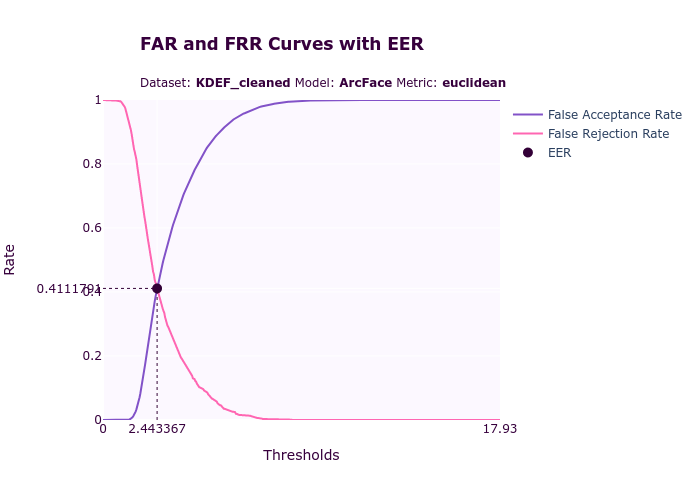 FAR and FRR Curves with EER
Dataset: KDEF_cleaned Model: ArcFace Metric: euclidean
1
0.8
0.6
0.4111791
0.4
0.2
0
Rate
0
2.443367
17.93
Thresholds
False Acceptance Rate
False Rejection Rate
EER